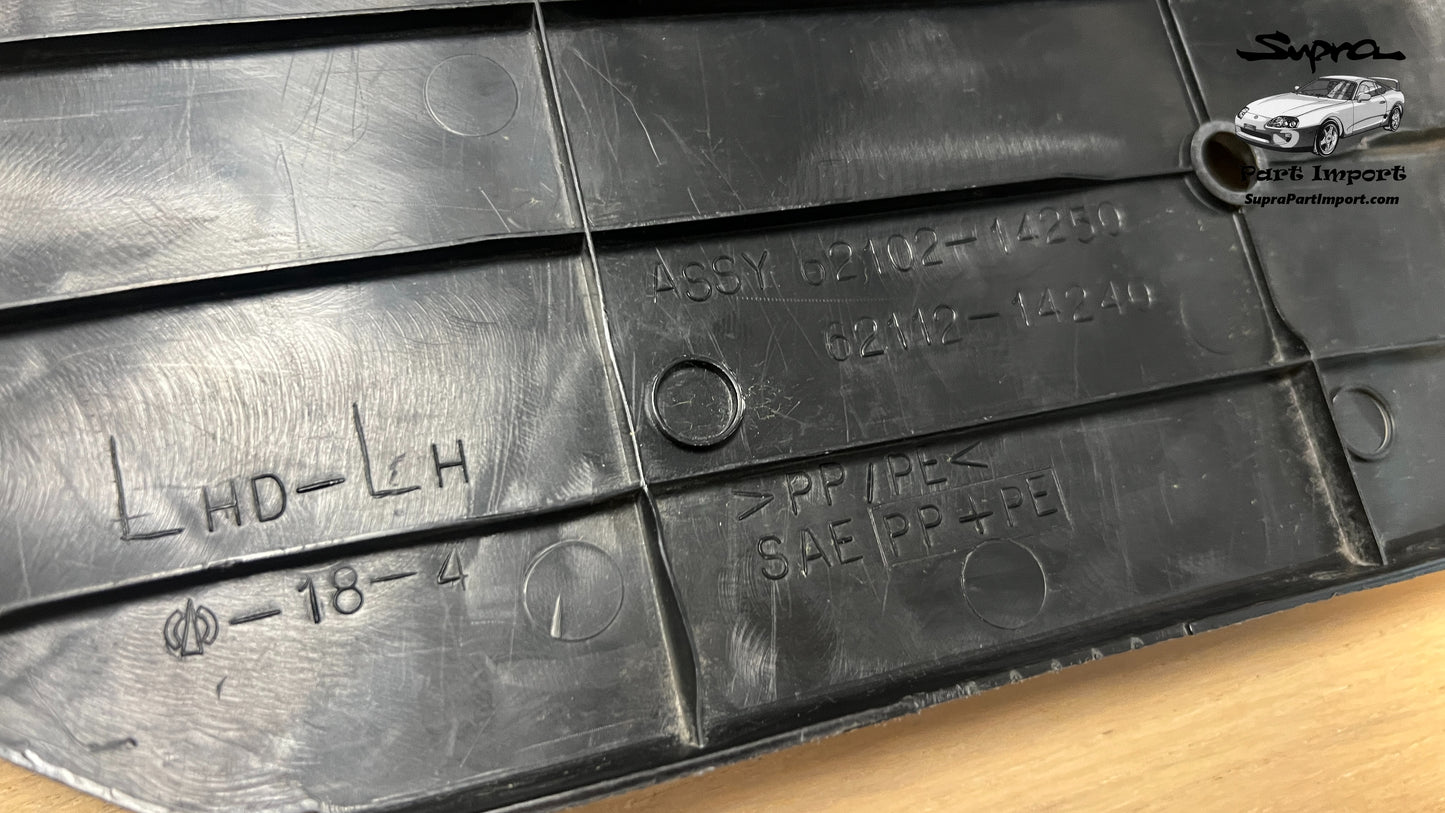 Supra
Part Import
SupraPartImport.com
ASSY 62102-14250
62112-14240
LHD-LH
>PP/PE<
SAE PP+PE
-18-4